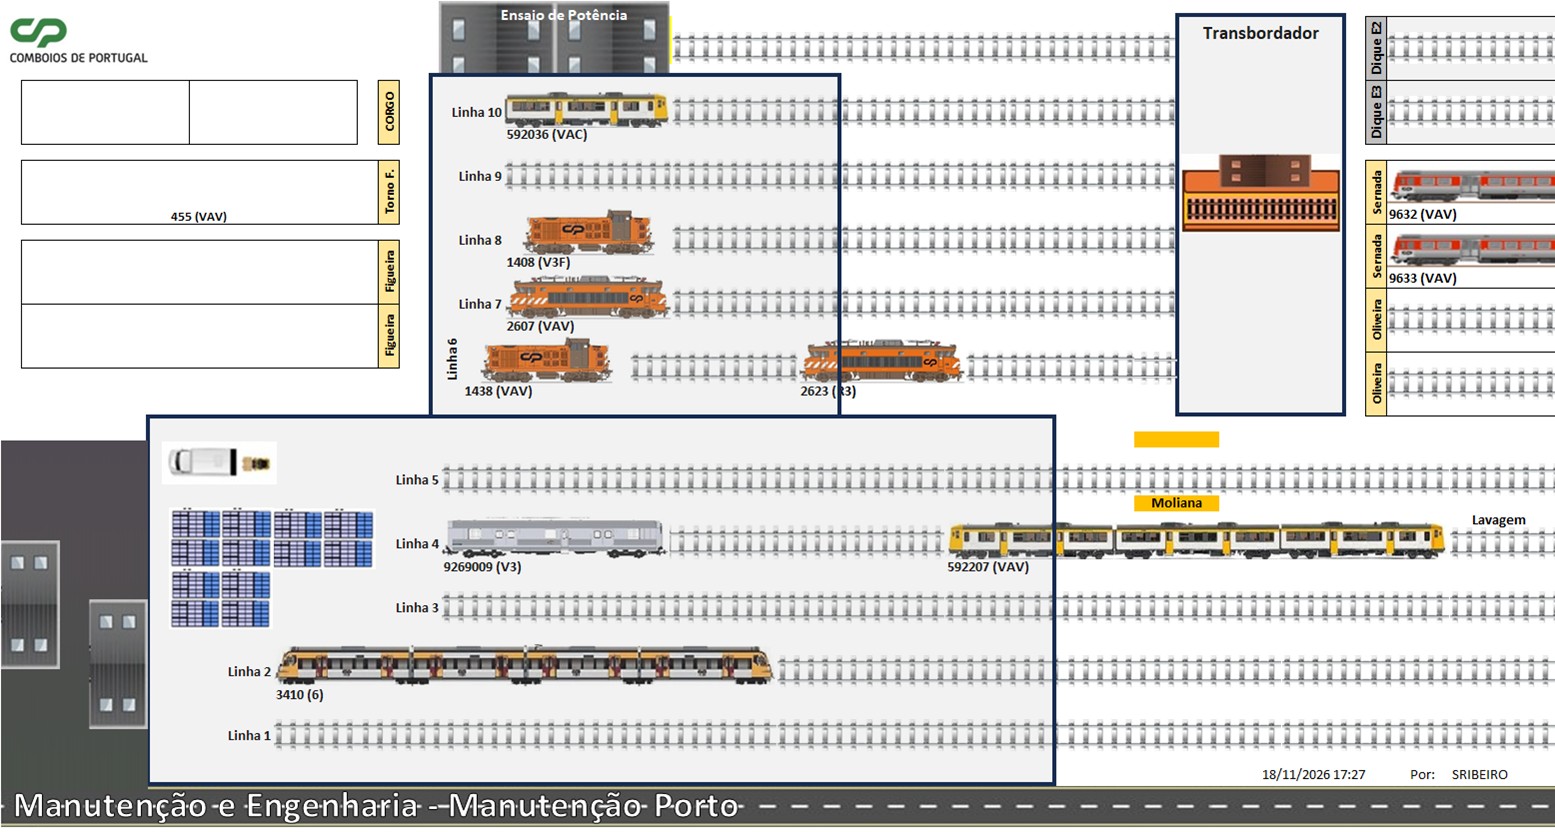 Ensaio de Potência
Transbordador
Dique E2
COMBOIOS DE PORTUGAL
CORGO
Linha 10
592036 (VAC)
Dique E3
Torno F.
455 (VAV)
Linha 9
Sernada
9632 (VAV)
Linha 8
1408 (V3F)
Figueira
Sernada
9633 (VAV)
Linha 7
2607 (VAV)
Figueira
Oliveira
Linha 6
1438 (VAV)
2623 (R3)
Oliveira
Linha 5
Moliana
Lavagem
Linha 4
9269009 (V3)
592207 (VAV)
Linha 3
Linha 2
3410 (6)
Linha 1
18/11/2026 17:27 Por: SRIBEIRO
Manutenção e Engenharia - Manutenção Porto